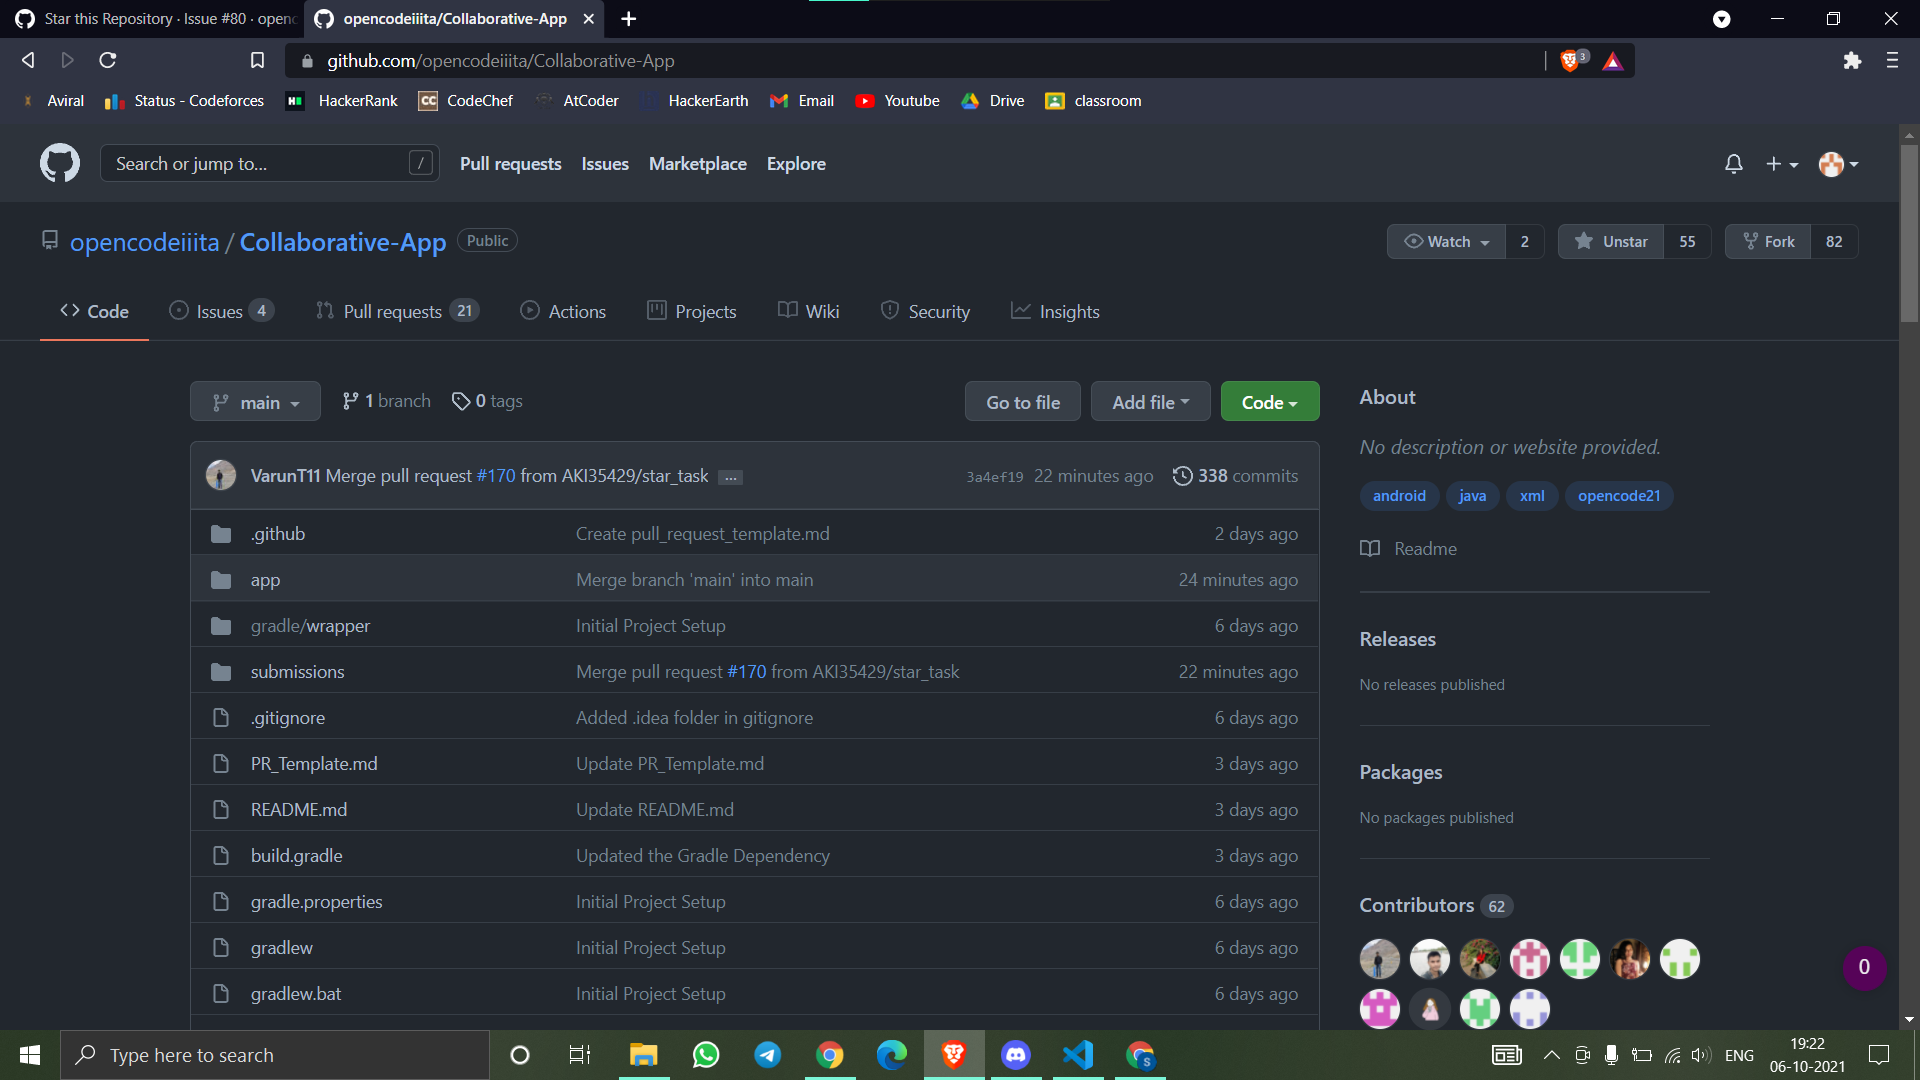 Star this Repository · Issue #80 · openc
opencodeiiita/Collaborative-App
github.com/opencodeiiita/Collaborative-App
3
Aviral
Status - Codeforces
HackerRank
CodeChef
AtCoder
HackerEarth
Email
Youtube
Drive
classroom
Search or jump to...
/
Pull requests
Issues
Marketplace
Explore
opencodeiiita / Collaborative-App
Public
Watch
2
Unstar
55
Fork
82
Code
Issues 4
Pull requests 21
Actions
Projects
Wiki
Security
Insights
main
1 branch
0 tags
Go to file
Add file
Code
VarunT11 Merge pull request #170 from AKI35429/star_task ...
3a4ef19 22 minutes ago
338 commits
.github Create pull_request_template.md 2 days ago
app Merge branch 'main' into main 24 minutes ago
gradle/wrapper Initial Project Setup 6 days ago
submissions Merge pull request #170 from AKI35429/star_task 22 minutes ago
.gitignore Added .idea folder in gitignore 6 days ago
PR_Template.md Update PR_Template.md 3 days ago
README.md Update README.md 3 days ago
build.gradle Updated the Gradle Dependency 3 days ago
gradle.properties Initial Project Setup 6 days ago
gradlew Initial Project Setup 6 days ago
gradlew.bat Initial Project Setup 6 days ago
About
No description or website provided.
android java xml opencode21
Readme
Releases
No releases published
Packages
No packages published
Contributors 62
0
Type here to search
S
ENG
19:22
06-10-2021